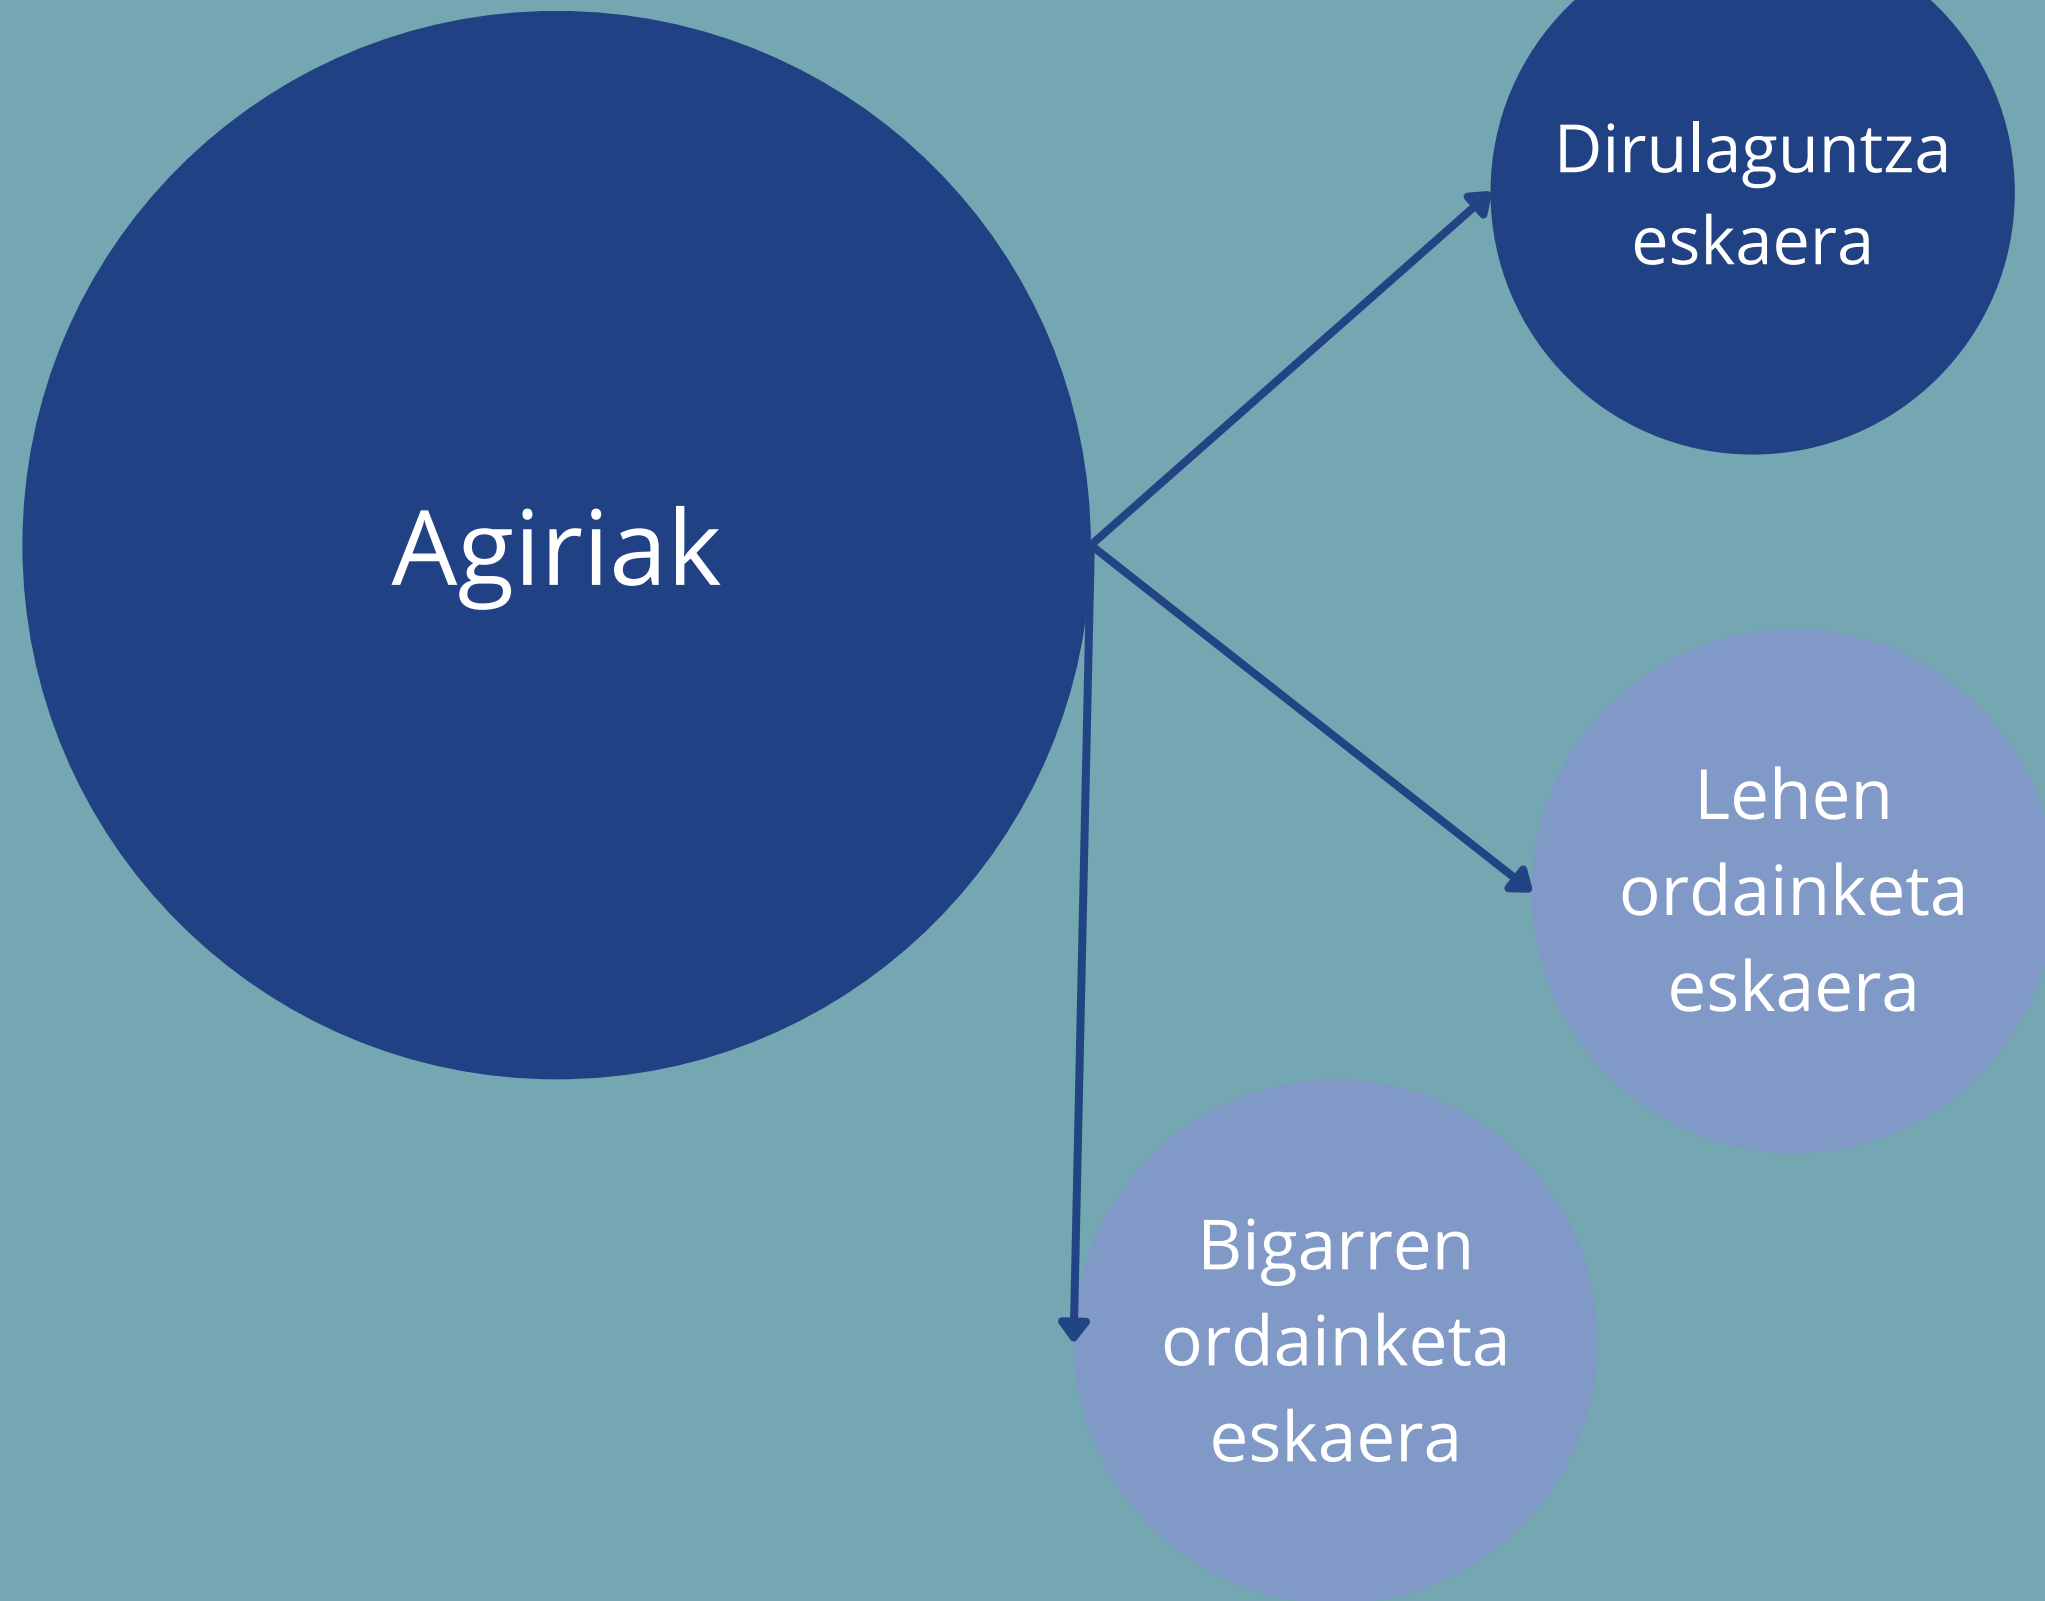 Agiriak
Dirulaguntza
eskaera
Lehen
ordainketa
eskaera
Bigarren
ordainketa
eskaera